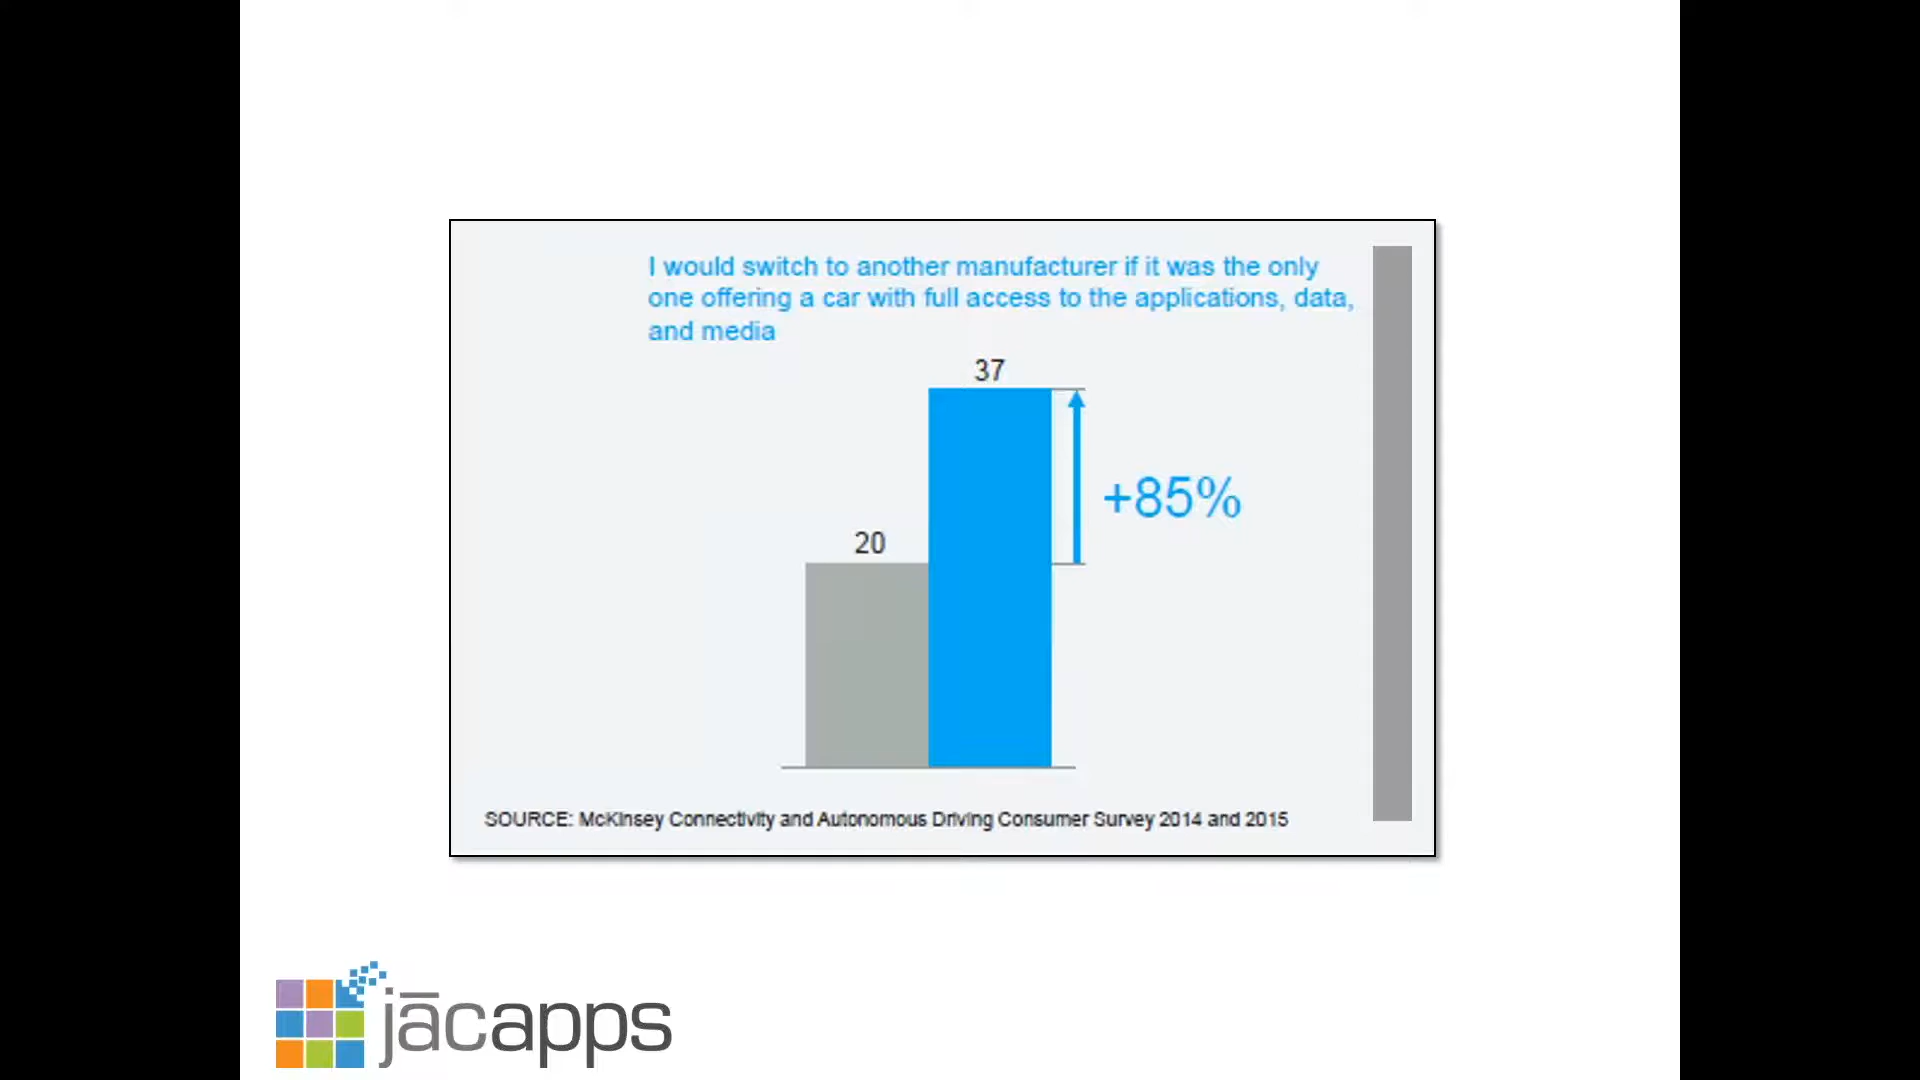 I would switch to another manufacturer if it was the only
one offering a car with full access to the applications, data,
and media
37
+85%
20
SOURCE: McKinsey Connectivity and Autonomous Driving Consumer Survey 2014 and 2015
jācapps